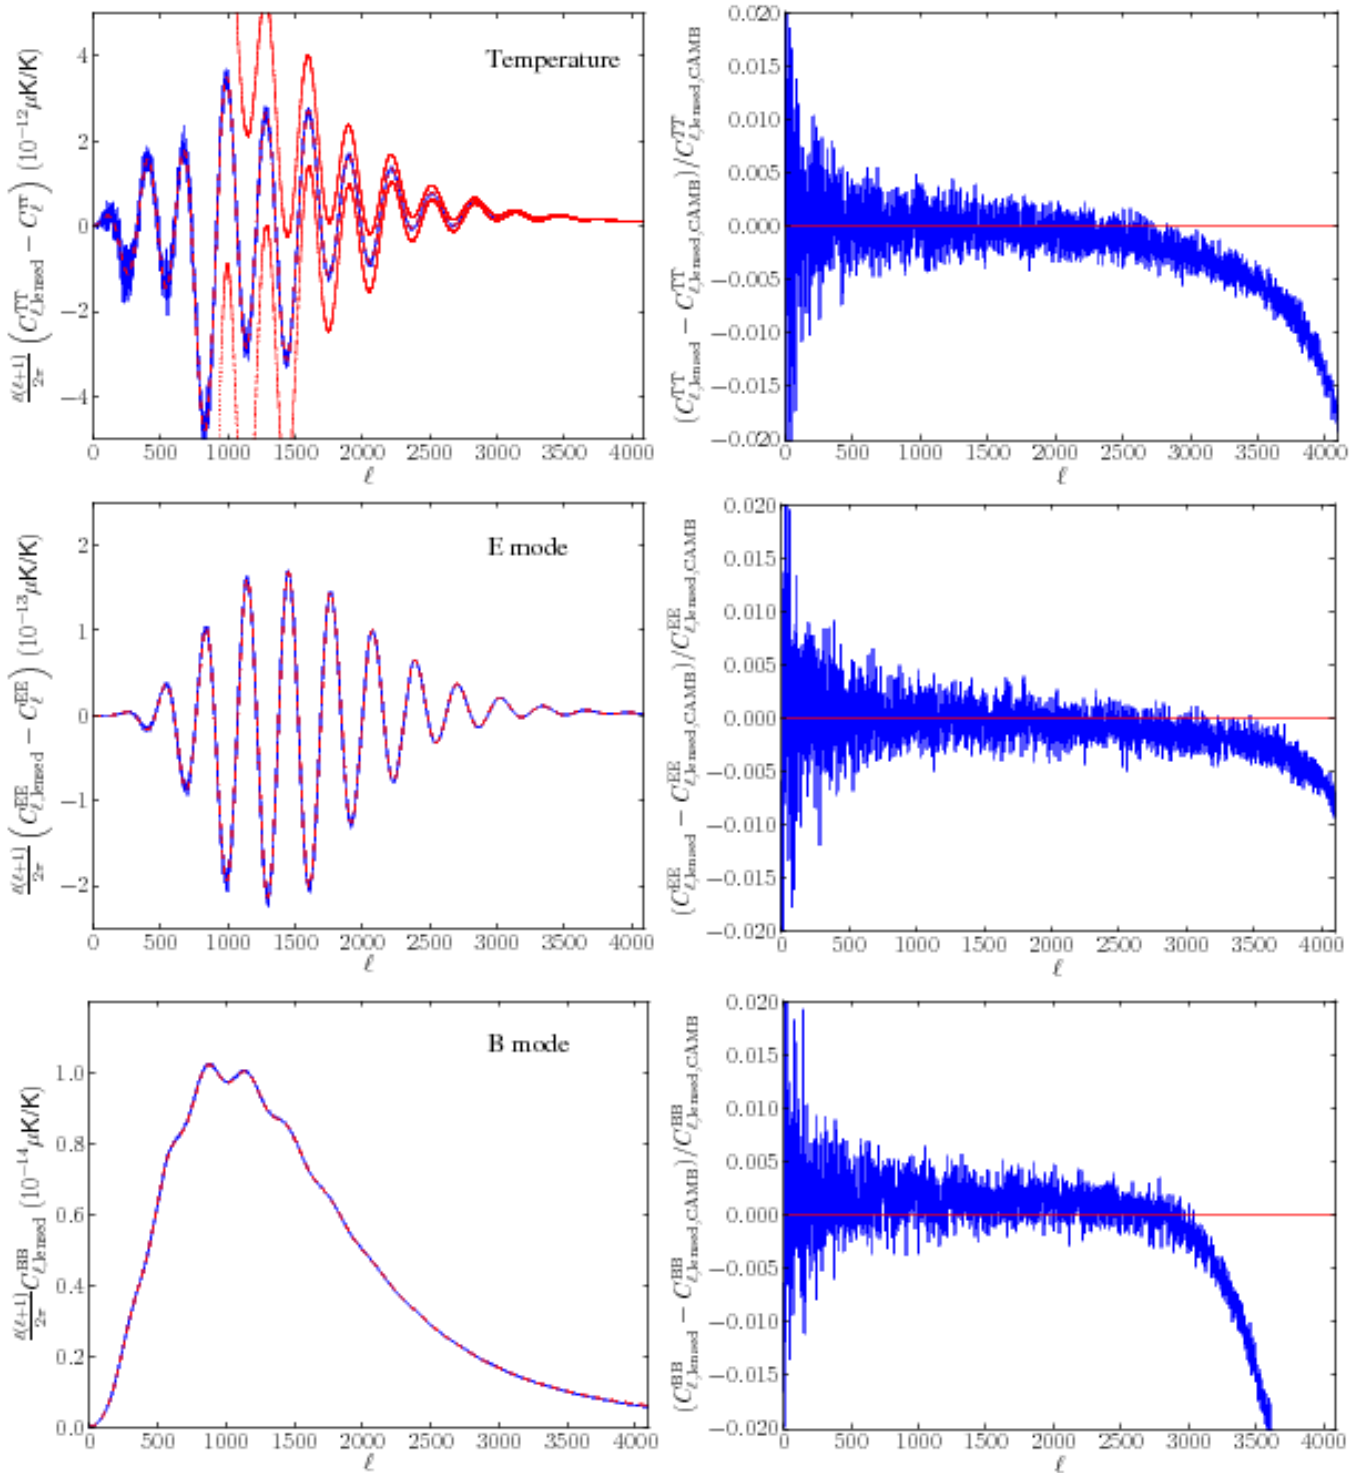 Temperature
4
2
0
−2
−4
0 500 1000 1500 2000 2500 3000 3500 4000
ℓ
ℓ(ℓ+1)/2π (C^TT_ℓ,lensed − C^TT_ℓ) (10^−12 μK/K)
0.020
0.015
0.010
0.005
0.000
−0.005
−0.010
−0.015
−0.020
0 500 1000 1500 2000 2500 3000 3500 4000
ℓ
(C^TT_ℓ,lensed − C^TT_ℓ,lensed,CAMB)/C^TT_ℓ,lensed,CAMB
E mode
2
1
0
−1
−2
0 500 1000 1500 2000 2500 3000 3500 4000
ℓ
ℓ(ℓ+1)/2π (C^EE_ℓ,lensed − C^EE_ℓ) (10^−13 μK/K)
0.020
0.015
0.010
0.005
0.000
−0.005
−0.010
−0.015
−0.020
0 500 1000 1500 2000 2500 3000 3500 4000
ℓ
(C^EE_ℓ,lensed − C^EE_ℓ,lensed,CAMB)/C^EE_ℓ,lensed,CAMB
B mode
1.0
0.8
0.6
0.4
0.2
0.0
0 500 1000 1500 2000 2500 3000 3500 4000
ℓ
ℓ(ℓ+1)/2π C^BB_ℓ,lensed (10^−14 μK/K)
0.020
0.015
0.010
0.005
0.000
−0.005
−0.010
−0.015
−0.020
0 500 1000 1500 2000 2500 3000 3500 4000
ℓ
(C^BB_ℓ,lensed − C^BB_ℓ,lensed,CAMB)/C^BB_ℓ,lensed,CAMB